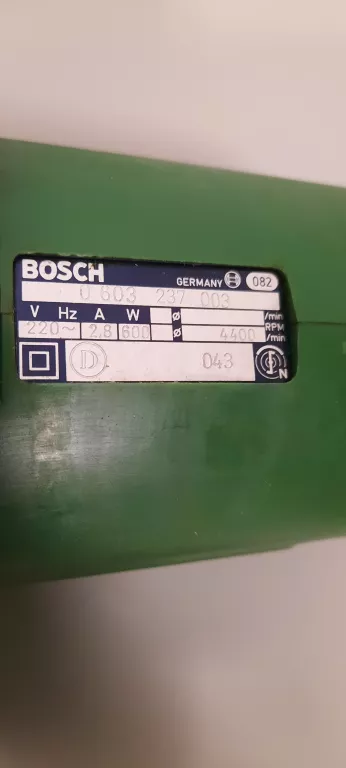 BOSCH GERMANY 082
0 603 237 003
V Hz A W ø /min
220~ 2.8 600 ø 4400 RPM /min
D 043 N